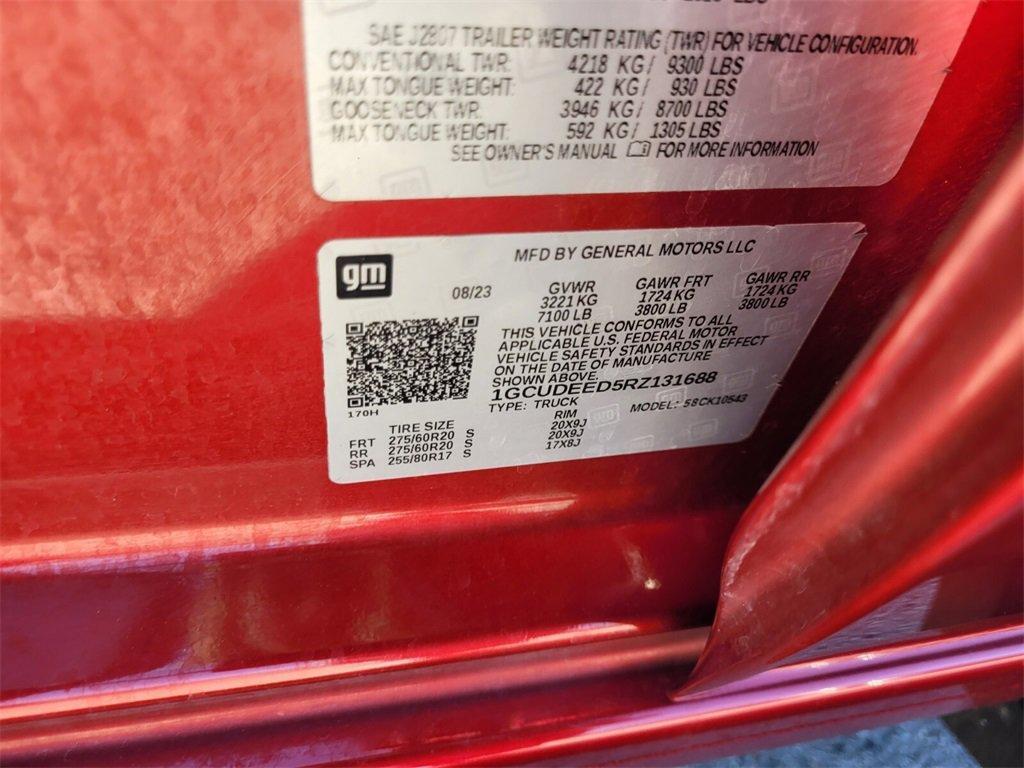 LBS
SAE J2807 TRAILER WEIGHT RATING (TWR) FOR VEHICLE CONFIGURATION.
CONVENTIONAL TWR: 4218 KG/ 9300 LBS
MAX TONGUE WEIGHT: 422 KG/ 930 LBS
GOOSENECK TWR: 3946 KG/ 8700 LBS
MAX TONGUE WEIGHT: 592 KG/ 1305 LBS
SEE OWNER'S MANUAL FOR MORE INFORMATION
gm
MFD BY GENERAL MOTORS LLC
08/23 GVWR GAWR FRT GAWR RR
3221 KG 1724 KG 1724 KG
7100 LB 3800 LB 3800 LB
THIS VEHICLE CONFORMS TO ALL
APPLICABLE U.S. FEDERAL MOTOR
VEHICLE SAFETY STANDARDS IN EFFECT
ON THE DATE OF MANUFACTURE
SHOWN ABOVE.
1GCUDEED5RZ131688
TYPE: TRUCK MODEL: 58CK10543
170H
TIRE SIZE RIM
FRT 275/60R20 S 20X9J
RR 275/60R20 S 20X9J
SPA 255/80R17 S 17X8J